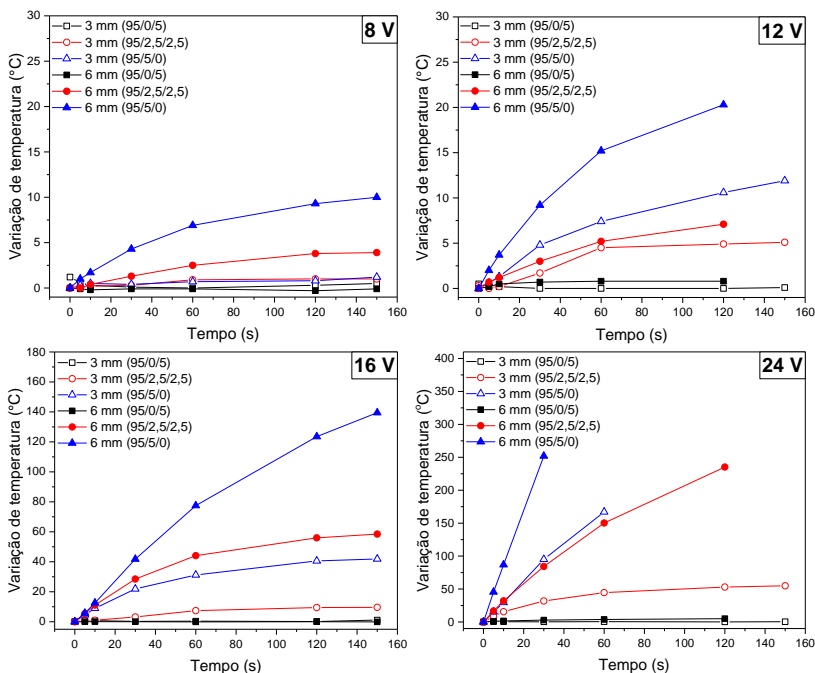 8 V
3 mm (95/0/5)
3 mm (95/2,5/2,5)
3 mm (95/5/0)
6 mm (95/0/5)
6 mm (95/2,5/2,5)
6 mm (95/5/0)
Variação de temperatura (°C)
30
25
20
15
10
5
0
0 20 40 60 80 100 120 140 160
Tempo (s)
12 V
3 mm (95/0/5)
3 mm (95/2,5/2,5)
3 mm (95/5/0)
6 mm (95/0/5)
6 mm (95/2,5/2,5)
6 mm (95/5/0)
Variação de temperatura (°C)
30
25
20
15
10
5
0
0 20 40 60 80 100 120 140 160
Tempo (s)
16 V
3 mm (95/0/5)
3 mm (95/2,5/2,5)
3 mm (95/5/0)
6 mm (95/0/5)
6 mm (95/2,5/2,5)
6 mm (95/5/0)
Variação de temperatura (°C)
180
160
140
120
100
80
60
40
20
0
0 20 40 60 80 100 120 140 160
Tempo (s)
24 V
3 mm (95/0/5)
3 mm (95/2,5/2,5)
3 mm (95/5/0)
6 mm (95/0/5)
6 mm (95/2,5/2,5)
6 mm (95/5/0)
Variação de temperatura (°C)
400
350
300
250
200
150
100
50
0
0 20 40 60 80 100 120 140 160
Tempo (s)